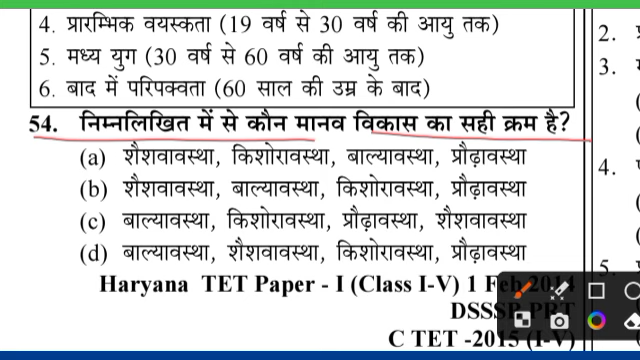 4. प्रारम्भिक वयस्कता (19 वर्ष से 30 वर्ष की आयु तक)
5. मध्य युग (30 वर्ष से 60 वर्ष की आयु तक)
6. बाद में परिपक्वता (60 साल की उम्र के बाद)
54. निम्नलिखित में से कौन मानव विकास का सही क्रम है?
(a) शैशवावस्था, किशोरावस्था, बाल्यावस्था, प्रौढ़ावस्था
(b) शैशवावस्था, बाल्यावस्था, किशोरावस्था, प्रौढ़ावस्था
(c) बाल्यावस्था, किशोरावस्था, प्रौढ़ावस्था, शैशवावस्था
(d) बाल्यावस्था, शैशवावस्था, किशोरावस्था, प्रौढ़ावस्था
Haryana TET Paper - I (Class I-V) 1 Feb 2014
DSSSB PRT
C TET -2015 (I-V)
2.
3.
4.
5.